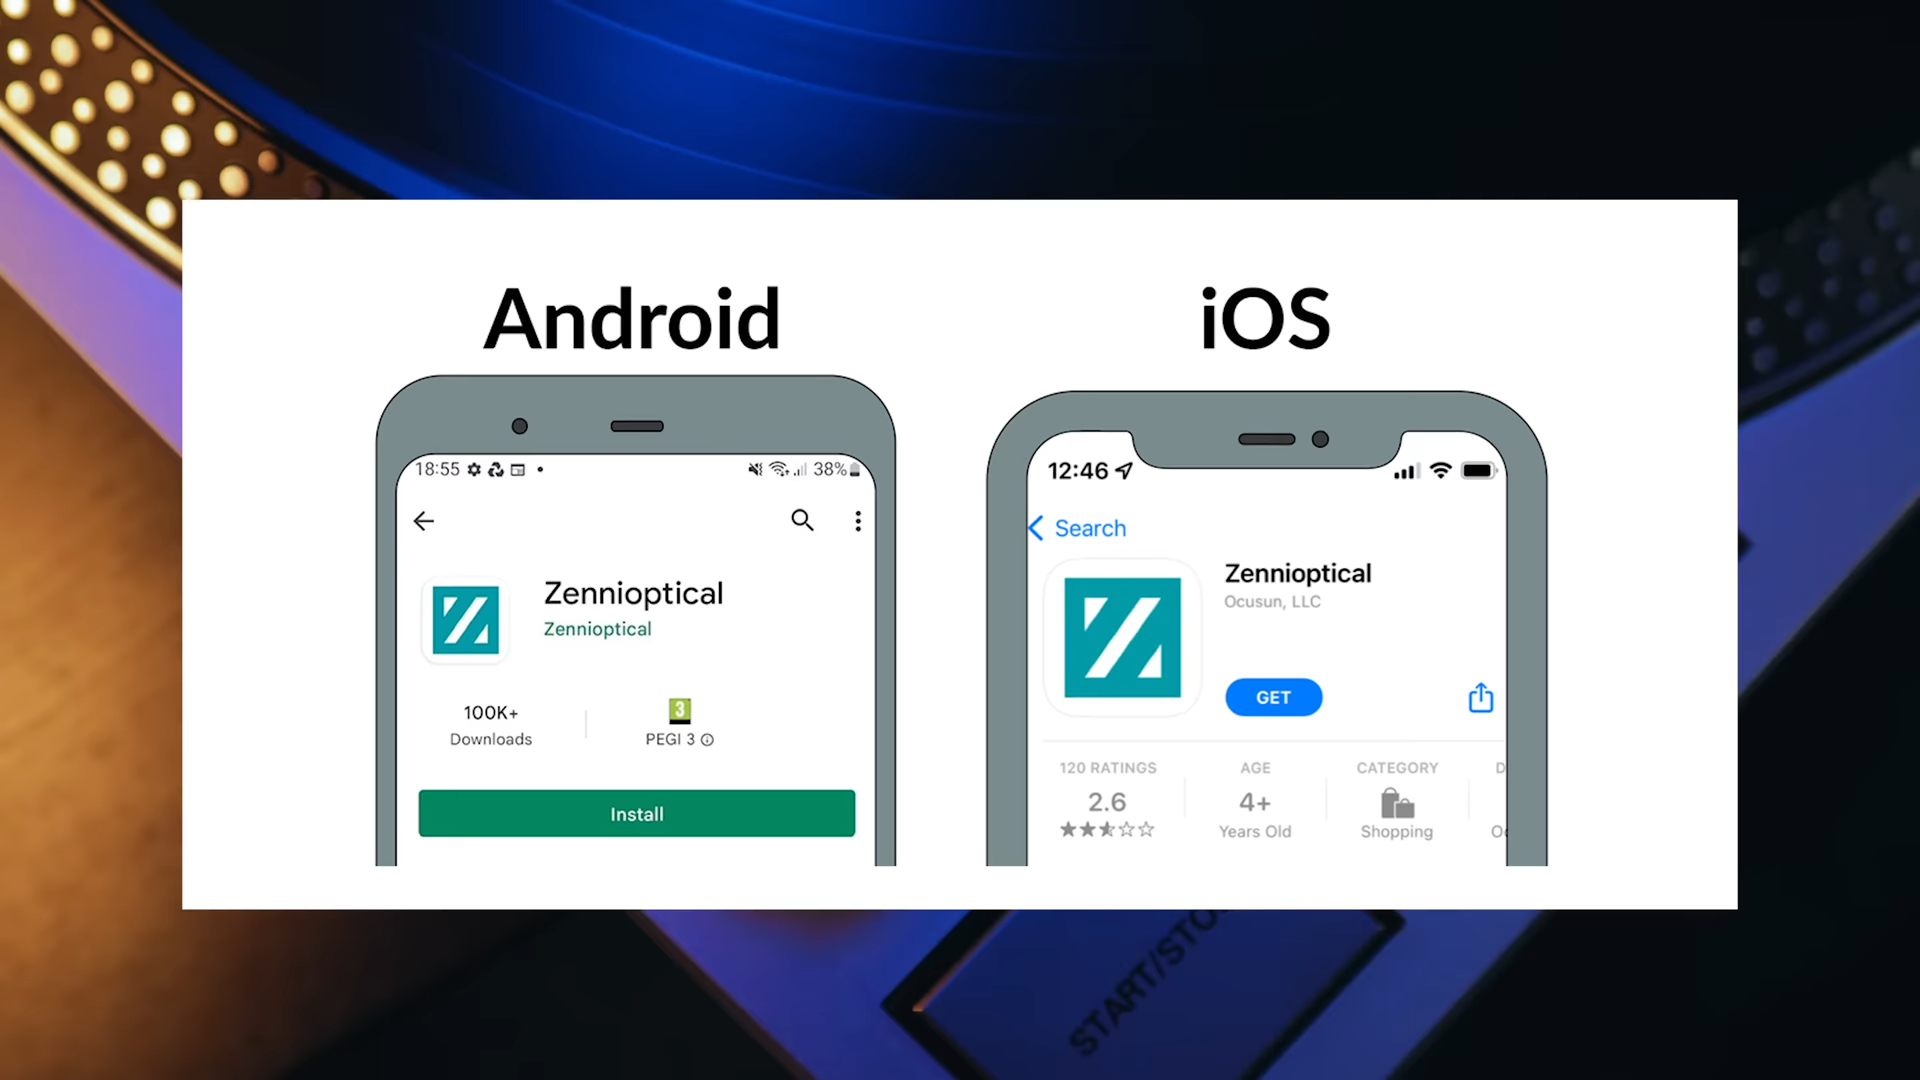 Android
iOS
18:55
38%
Zennioptical
Zennioptical
100K+
Downloads
3
PEGI 3
Install
12:46
Search
Zennioptical
Ocusun, LLC
GET
120 RATINGS
AGE
CATEGORY
D
2.6
4+
Years Old
Shopping
START/STO